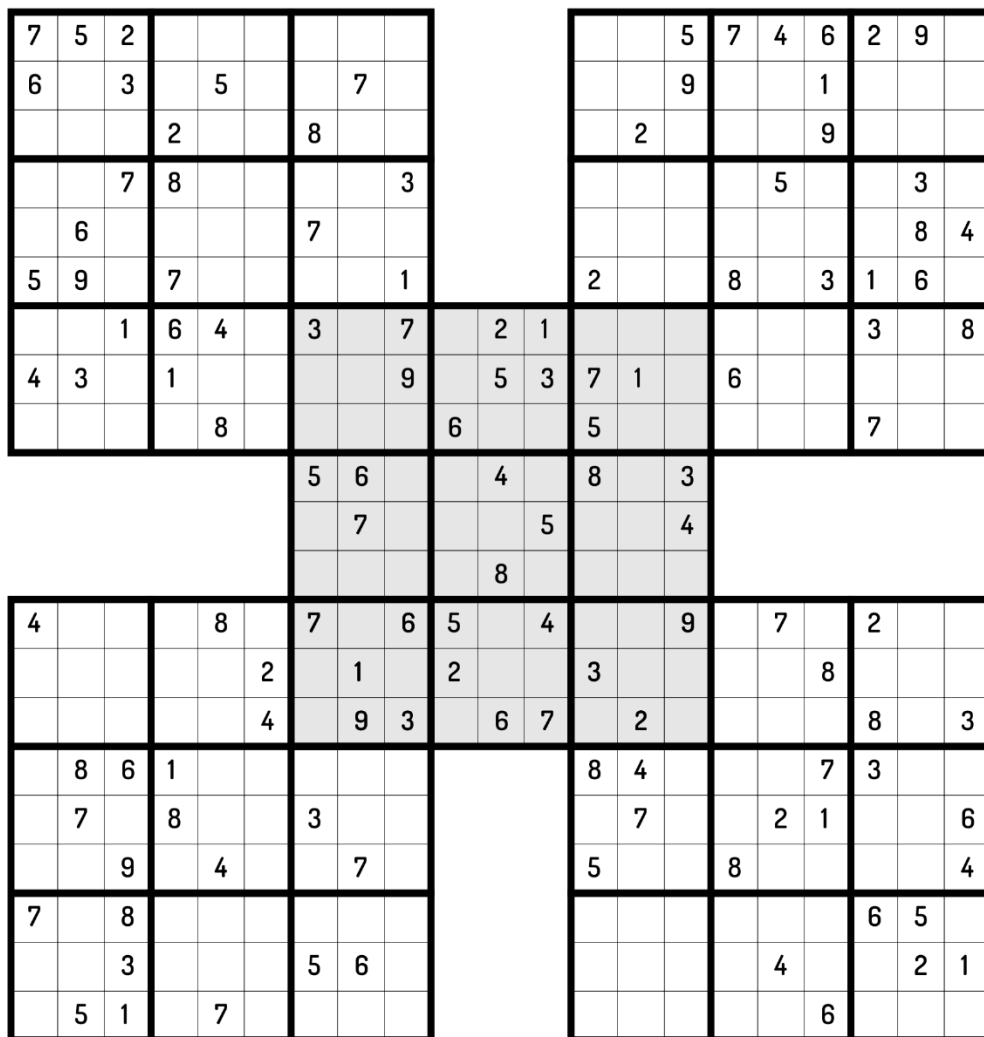 7 5 2 5 7 4 6 2 9
6 3 5 7 9 1
2 8 2 9
7 8 3 5 3
6 7 8 4
5 9 7 1 2 8 3 1 6
1 6 4 3 7 2 1 3 8
4 3 1 9 5 3 7 1 6
8 6 5 7
5 6 4 8 3
7 5 4
8
4 8 7 6 5 4 9 7 2
2 1 2 3 8
4 9 3 6 7 2 8 3
8 6 1 8 4 7 3
7 8 3 7 2 1 6
9 4 7 5 8 4
7 8 6 5
3 5 6 4 2 1
5 1 7 6